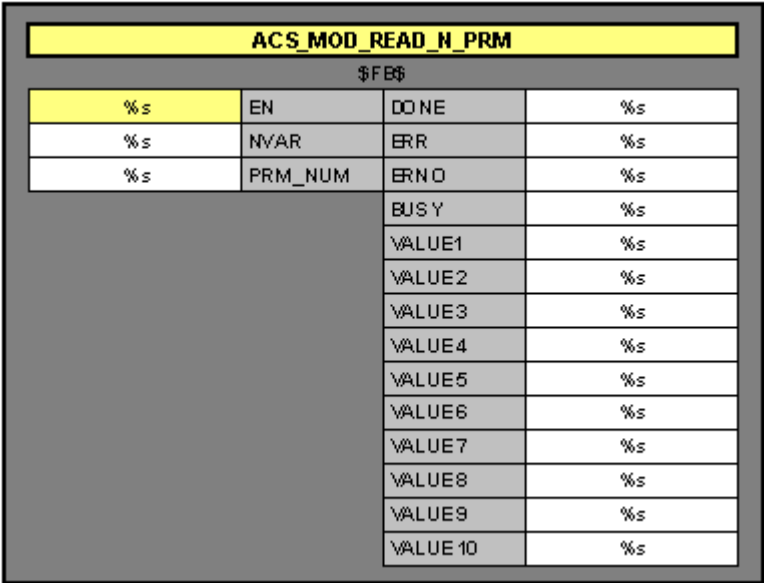 ACS_MOD_READ_N_PRM
$FB$
%s EN DONE %s
%s NVAR ERR %s
%s PRM_NUM ERNO %s
BUSY %s
VALUE1 %s
VALUE2 %s
VALUE3 %s
VALUE4 %s
VALUE5 %s
VALUE6 %s
VALUE7 %s
VALUE8 %s
VALUE9 %s
VALUE10 %s